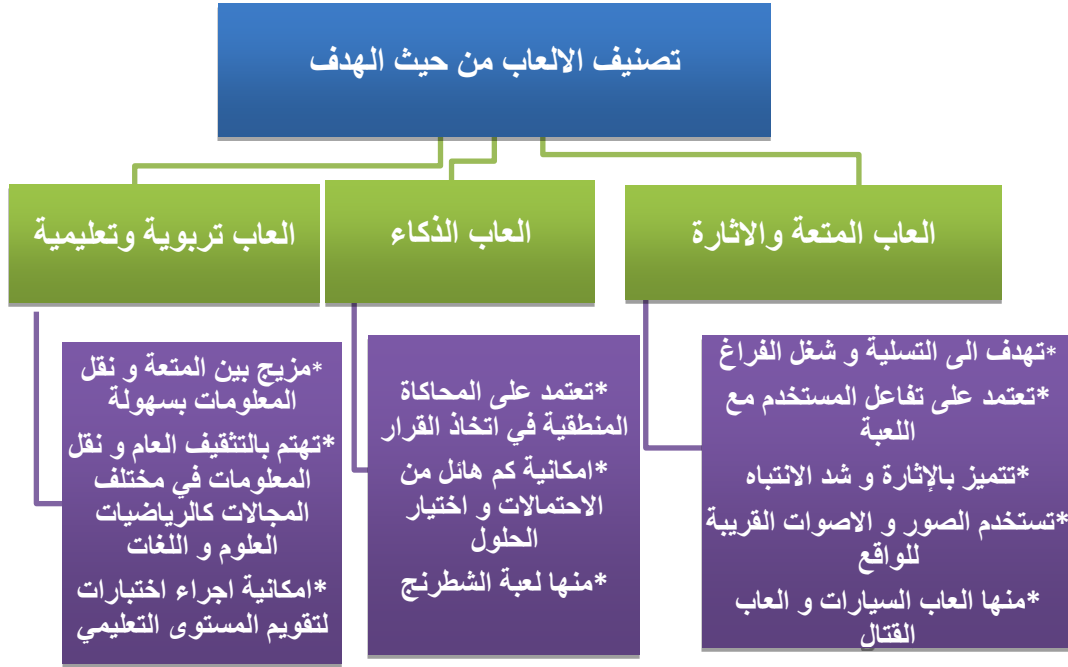 تصنيف الالعاب من حيث الهدف
العاب المتعة والاثارة
*تهدف الى التسلية و شغل الفراغ
*تعتمد على تفاعل المستخدم مع
اللعبة
*تتميز بالإثارة و شد الانتباه
*تستخدم الصور و الاصوات القريبة
للواقع
*منها العاب السيارات و العاب
القتال
العاب الذكاء
*تعتمد على المحاكاة
المنطقية في اتخاذ القرار
*امكانية كم هائل من
الاحتمالات و اختيار
الحلول
*منها لعبة الشطرنج
العاب تربوية وتعليمية
*مزيج بين المتعة و نقل
المعلومات بسهولة
*تهتم بالتثقيف العام و نقل
المعلومات في مختلف
المجالات كالرياضيات
العلوم و اللغات
*امكانية اجراء اختبارات
لتقويم المستوى التعليمي